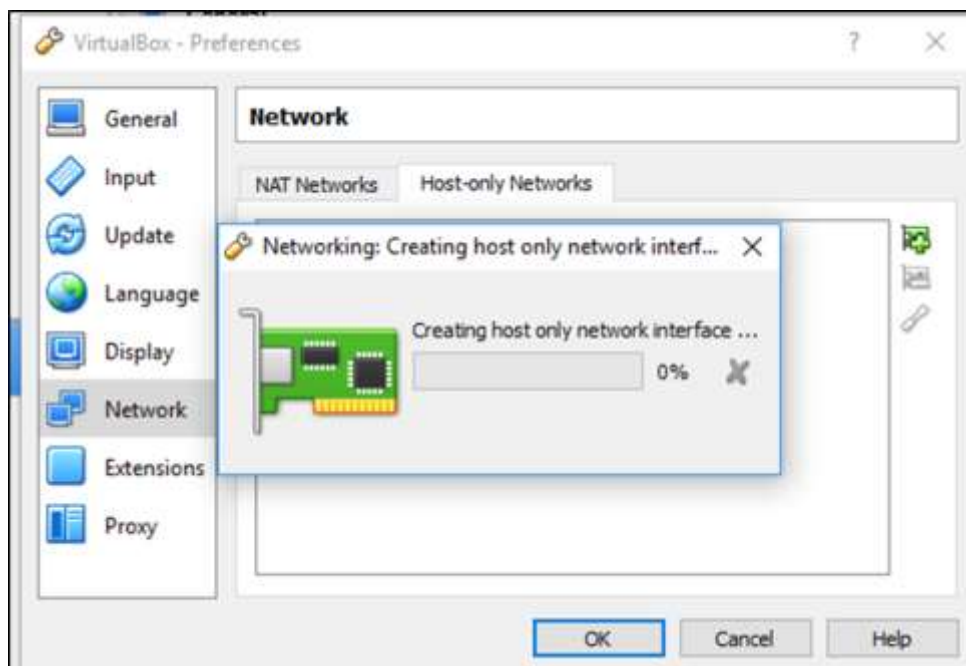 VirtualBox - Preferences
?
General
Input
Update
Language
Display
Network
Extensions
Proxy
Network
NAT Networks
Host-only Networks
Networking: Creating host only network interf...
Creating host only network interface ...
0%
OK
Cancel
Help